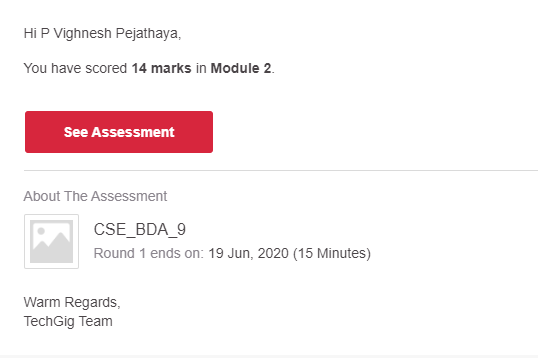 Hi P Vighnesh Pejathaya,
You have scored 14 marks in Module 2.
See Assessment
About The Assessment
CSE_BDA_9
Round 1 ends on: 19 Jun, 2020 (15 Minutes)
Warm Regards,
TechGig Team